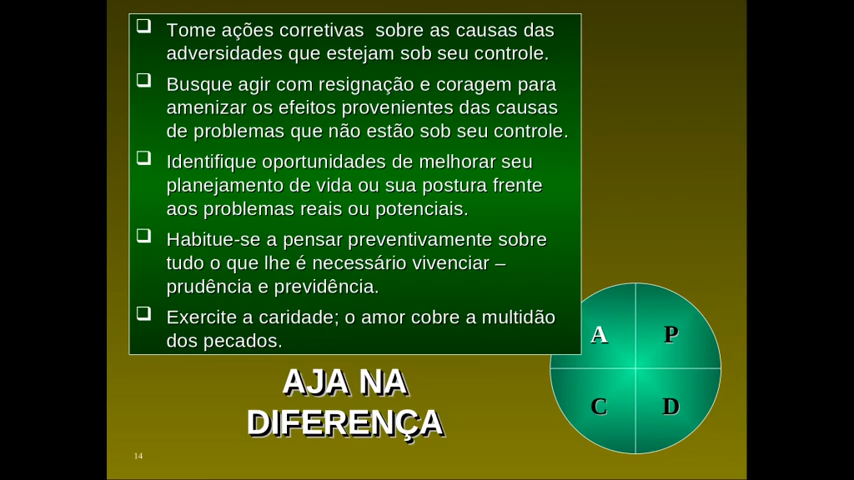 ❑ Tome ações corretivas  sobre as causas das
adversidades que estejam sob seu controle.
❑ Busque agir com resignação e coragem para
amenizar os efeitos provenientes das causas
de problemas que não estão sob seu controle.
❑ Identifique oportunidades de melhorar seu
planejamento de vida ou sua postura frente
aos problemas reais ou potenciais.
❑ Habitue-se a pensar preventivamente sobre
tudo o que lhe é necessário vivenciar –
prudência e previdência.
❑ Exercite a caridade; o amor cobre a multidão
dos pecados.
A P
C D
AJA NA
DIFERENÇA
14